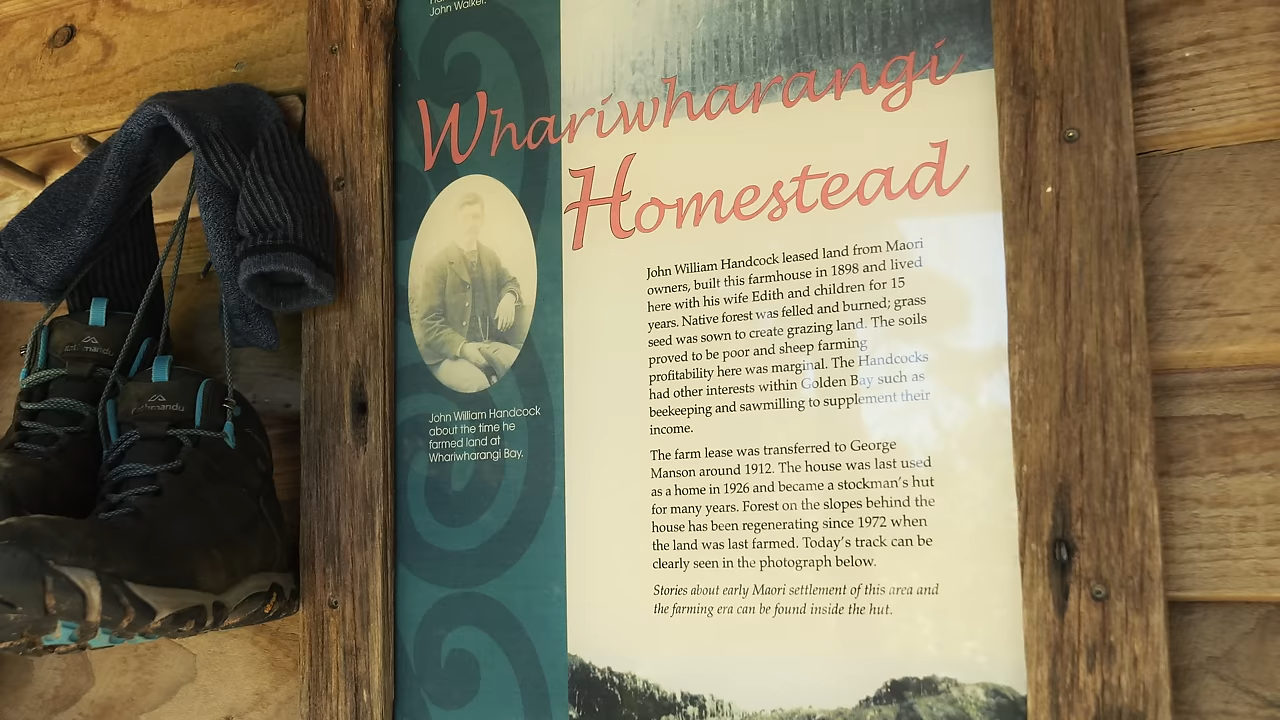 John Walker.
Whariwharangi
Homestead
John William Handcock leased land from Maori
owners, built this farmhouse in 1898 and lived
here with his wife Edith and children for 15
years. Native forest was felled and burned; grass
seed was sown to create grazing land. The soils
proved to be poor and sheep farming
profitability here was marginal. The Handcocks
had other interests within Golden Bay such as
beekeeping and sawmilling to supplement their
income.
The farm lease was transferred to George
Manson around 1912. The house was last used
as a home in 1926 and became a stockman's hut
for many years. Forest on the slopes behind the
house has been regenerating since 1972 when
the land was last farmed. Today's track can be
clearly seen in the photograph below.
Stories about early Maori settlement of this area and
the farming era can be found inside the hut.
John William Handcock
about the time he
farmed land at
Whariwharangi Bay.
Kathmandu
Kathmandu